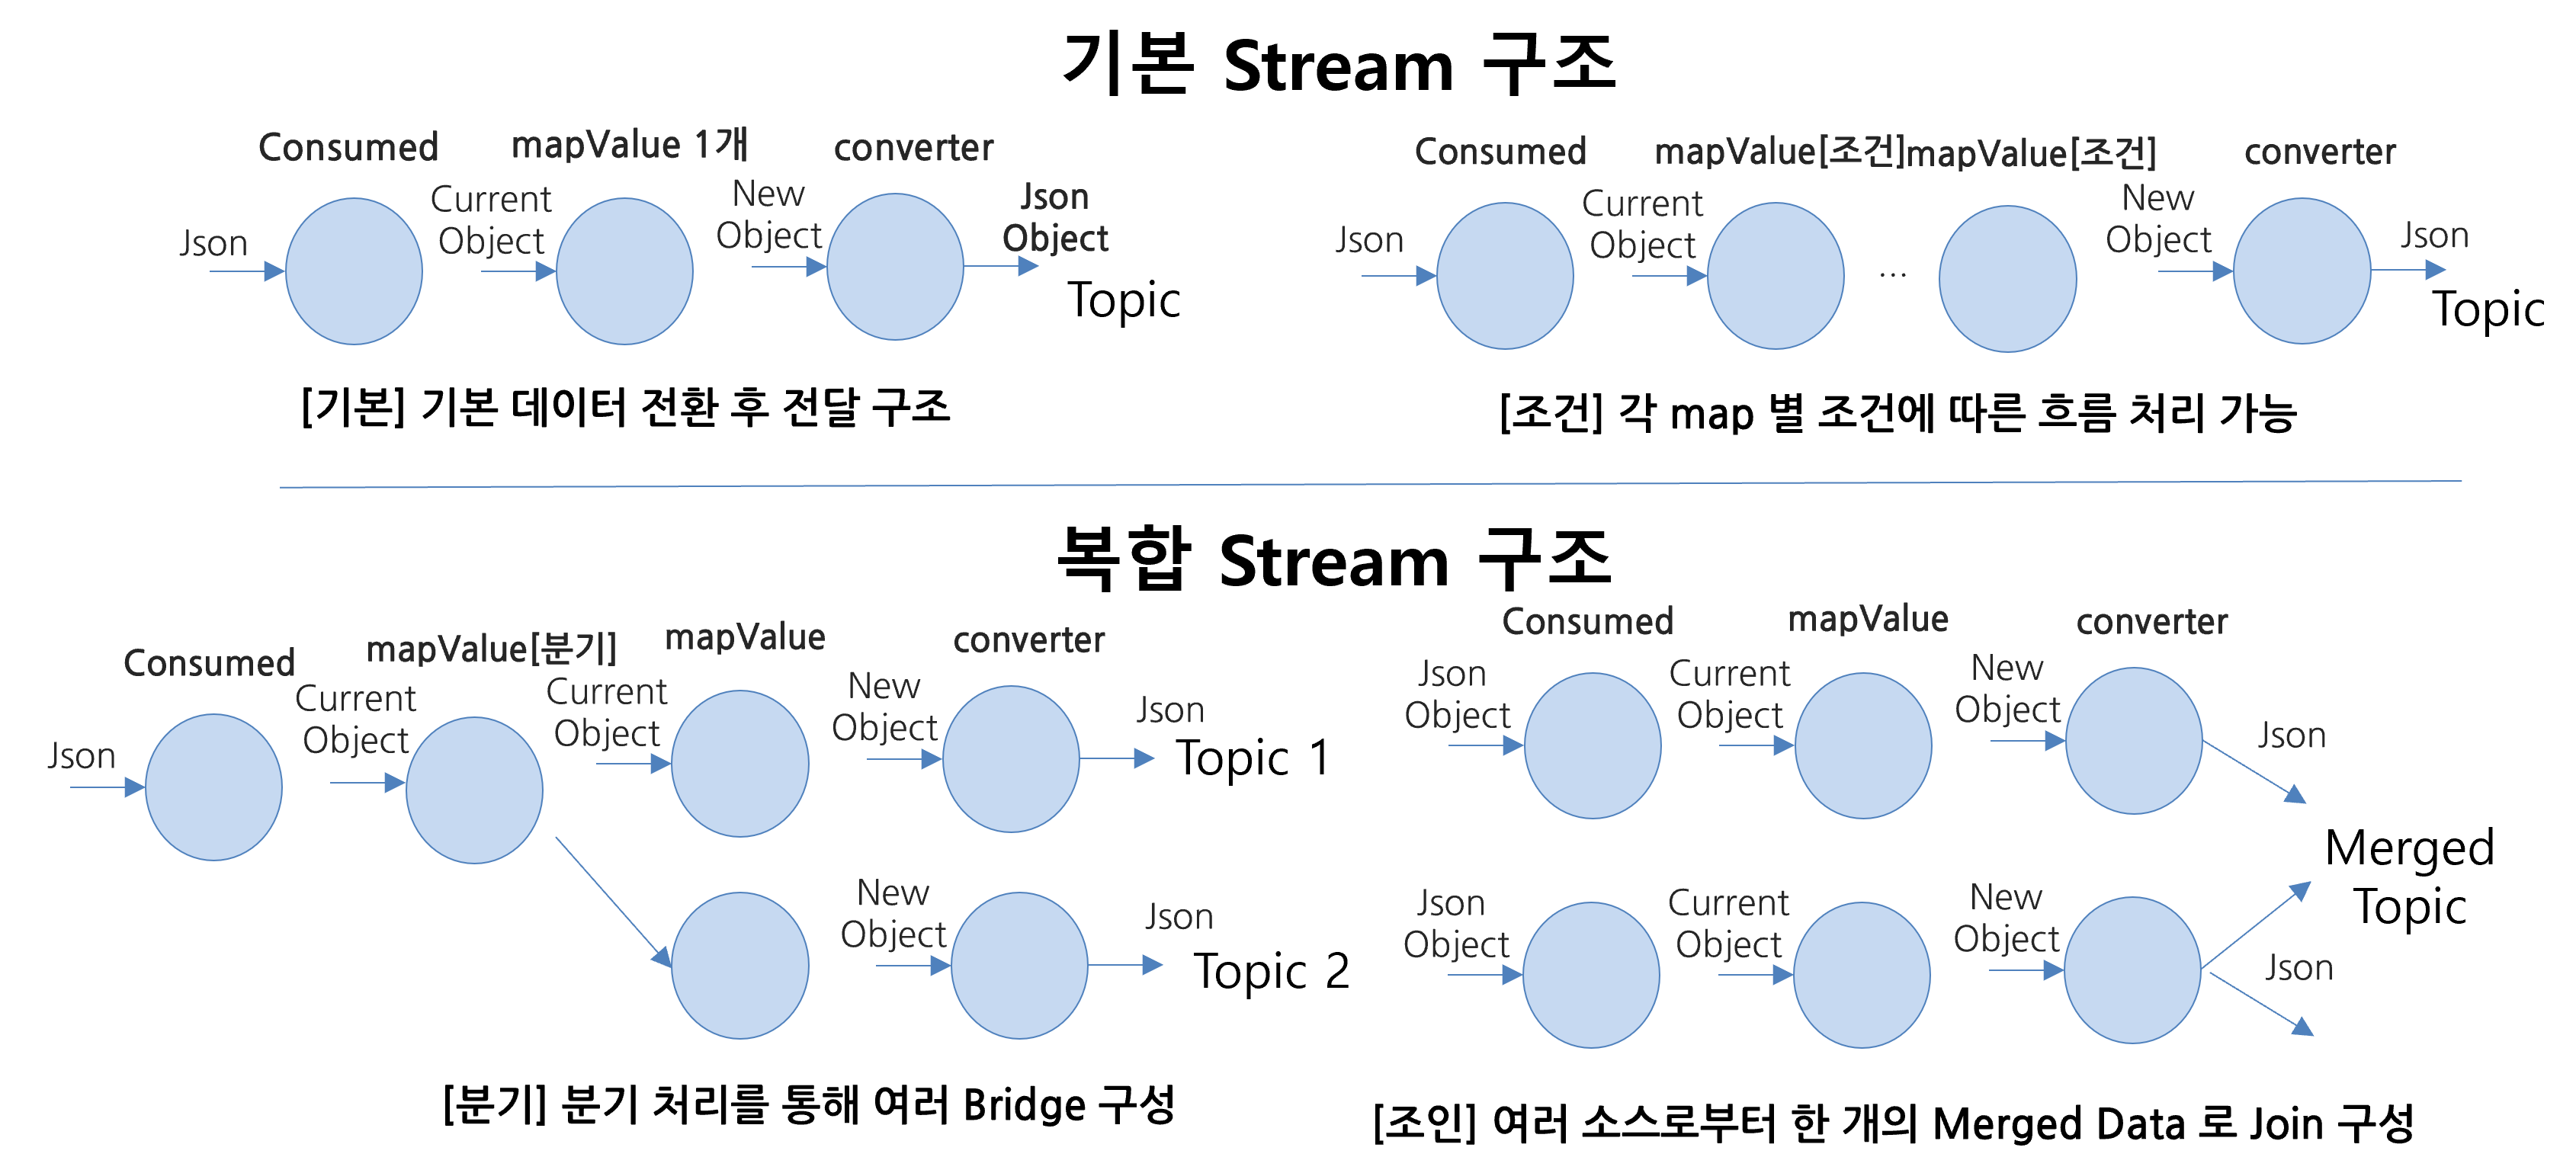 기본 Stream 구조
Consumed
mapValue 1개
converter
Json
Current
Object
New
Object
Json
Object
Topic
[기본] 기본 데이터 전환 후 전달 구조
Consumed
mapValue[조건]
mapValue[조건]
converter
Json
Current
Object
...
New
Object
Json
Topic
[조건] 각 map 별 조건에 따른 흐름 처리 가능
복합 Stream 구조
Consumed
mapValue[분기]
mapValue
converter
Json
Current
Object
Current
Object
New
Object
Json
Topic 1
New
Object
Json
Topic 2
[분기] 분기 처리를 통해 여러 Bridge 구성
Consumed
mapValue
converter
Json
Object
Current
Object
New
Object
Json
Merged
Topic
Json
Object
Current
Object
New
Object
Json
[조인] 여러 소스로부터 한 개의 Merged Data 로 Join 구성